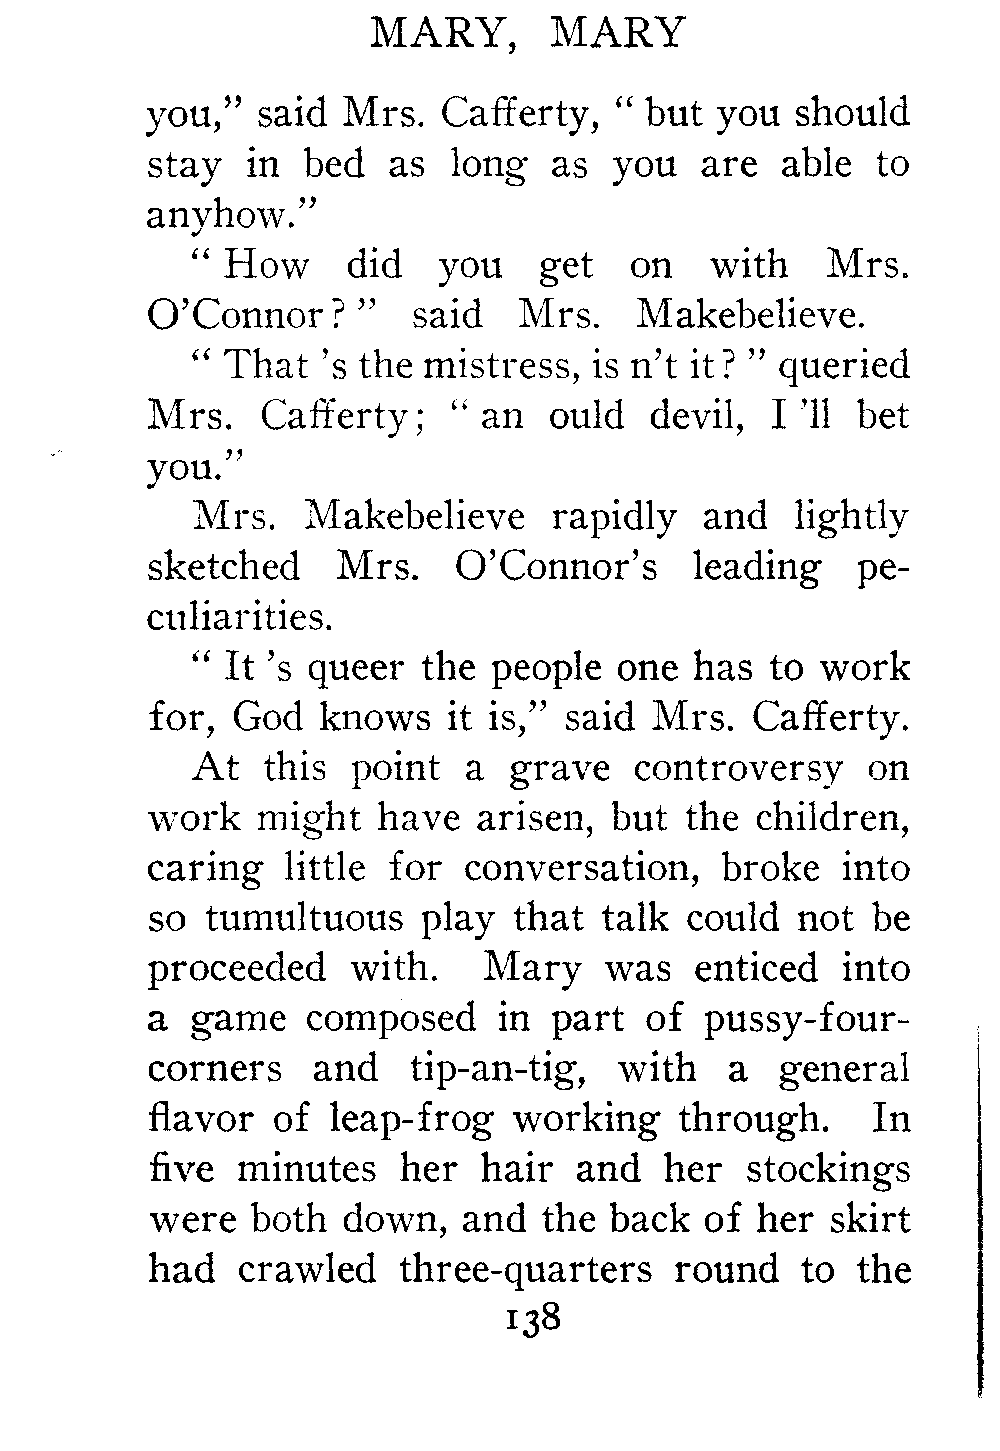 MARY, MARY
you,” said Mrs. Cafferty, “ but you should
stay in bed as long as you are able to
anyhow.”
“ How did you get on with Mrs.
O’Connor? ” said Mrs. Makebelieve.
“ That ’s the mistress, is n’t it? ” queried
Mrs. Cafferty; “ an ould devil, I ’ll bet
you.”
Mrs. Makebelieve rapidly and lightly
sketched Mrs. O’Connor’s leading pe-
culiarities.
“ It ’s queer the people one has to work
for, God knows it is,” said Mrs. Cafferty.
At this point a grave controversy on
work might have arisen, but the children,
caring little for conversation, broke into
so tumultuous play that talk could not be
proceeded with. Mary was enticed into
a game composed in part of pussy-four-
corners and tip-an-tig, with a general
flavor of leap-frog working through. In
five minutes her hair and her stockings
were both down, and the back of her skirt
had crawled three-quarters round to the
138